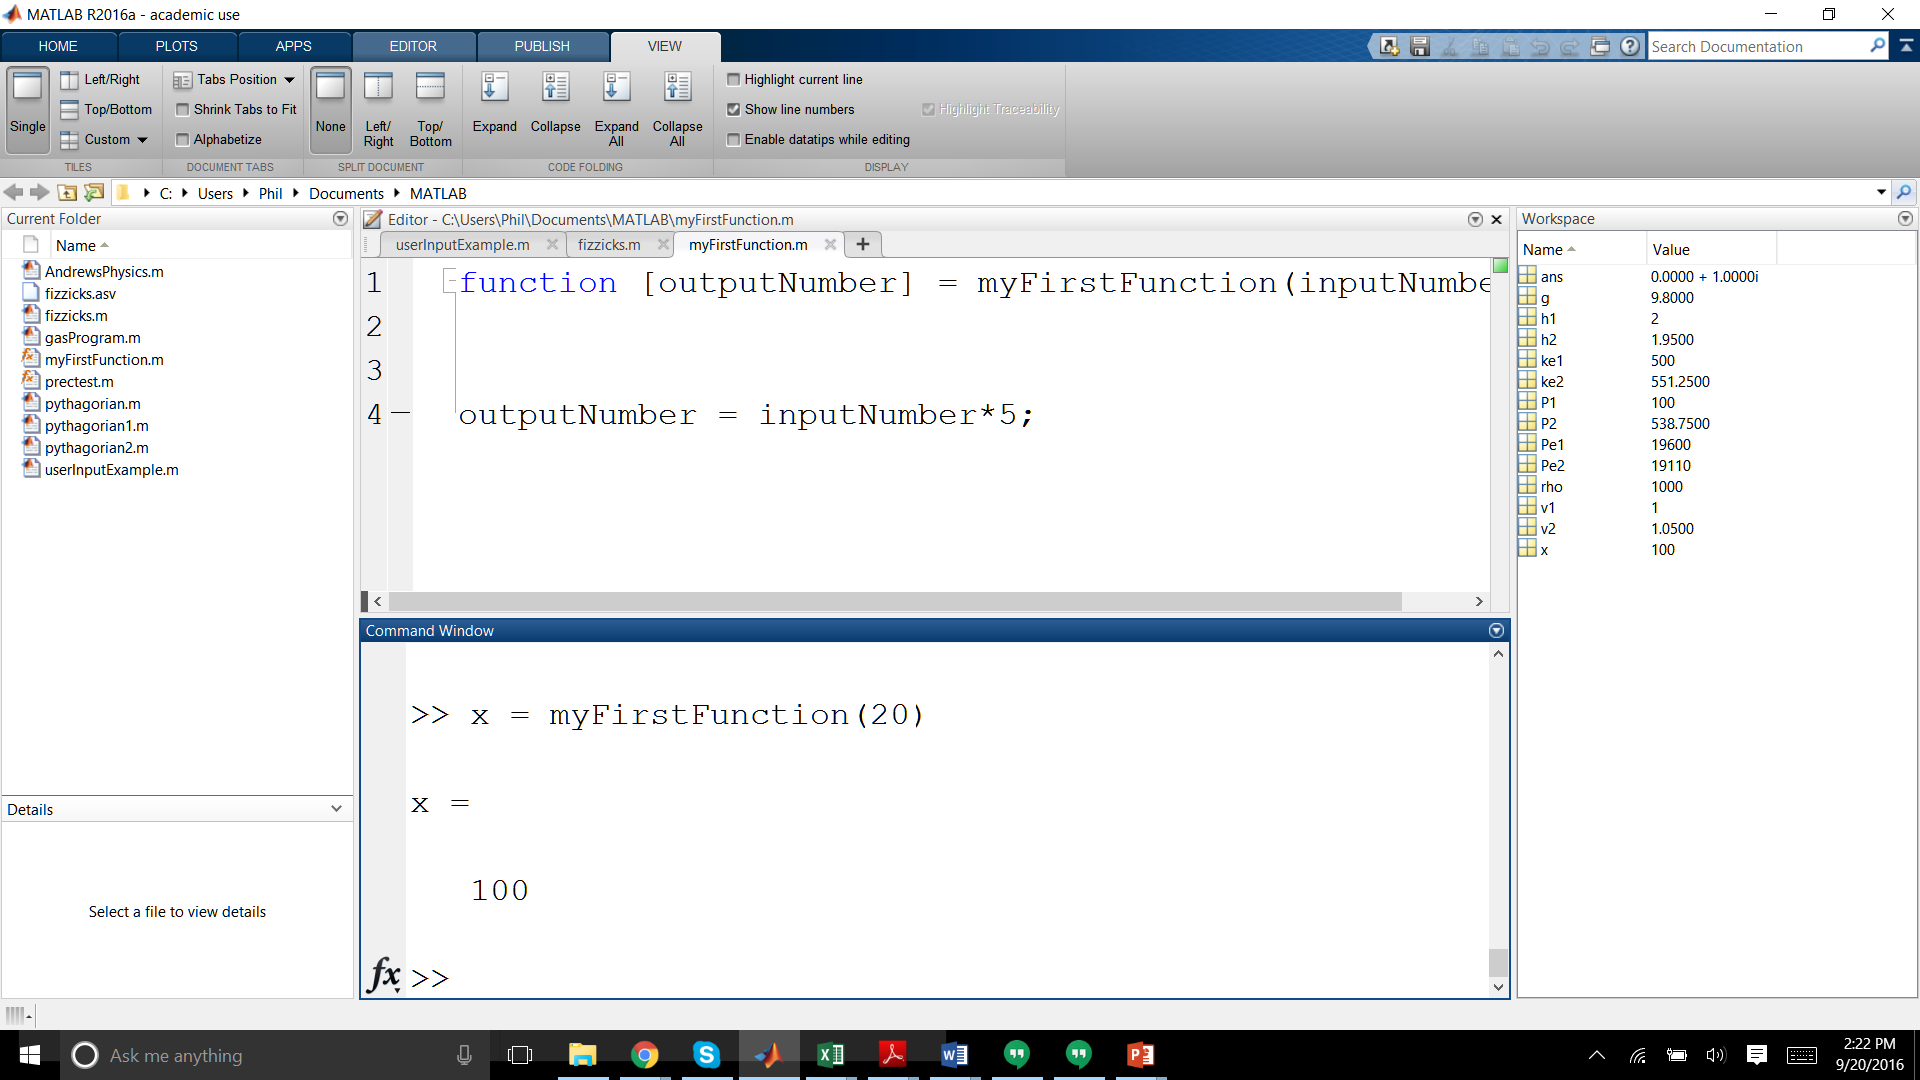 MATLAB R2016a - academic use
HOME PLOTS APPS EDITOR PUBLISH VIEW
Search Documentation
Single
Left/Right
Top/Bottom
Custom
TILES
Tabs Position
Shrink Tabs to Fit
Alphabetize
DOCUMENT TABS
None
Left/
Right
Top/
Bottom
SPLIT DOCUMENT
Expand
Collapse
Expand
All
Collapse
All
CODE FOLDING
Highlight current line
Show line numbers
Enable datatips while editing
Highlight Traceability
DISPLAY
C: Users Phil Documents MATLAB
Current Folder
Name
AndrewsPhysics.m
fizzicks.asv
fizzicks.m
gasProgram.m
myFirstFunction.m
prectest.m
pythagorian.m
pythagorian1.m
pythagorian2.m
userInputExample.m
Details
Select a file to view details
Editor - C:\Users\Phil\Documents\MATLAB\myFirstFunction.m
userInputExample.m fizzicks.m myFirstFunction.m +
1 function [outputNumber] = myFirstFunction(inputNumbe
2
3
4 outputNumber = inputNumber*5;
Command Window
>> x = myFirstFunction(20)
x =
100
fx >>
Workspace
Name Value
ans 0.0000 + 1.0000i
g 9.8000
h1 2
h2 1.9500
ke1 500
ke2 551.2500
P1 100
P2 538.7500
Pe1 19600
Pe2 19110
rho 1000
v1 1
v2 1.0500
x 100
Ask me anything
2:22 PM
9/20/2016